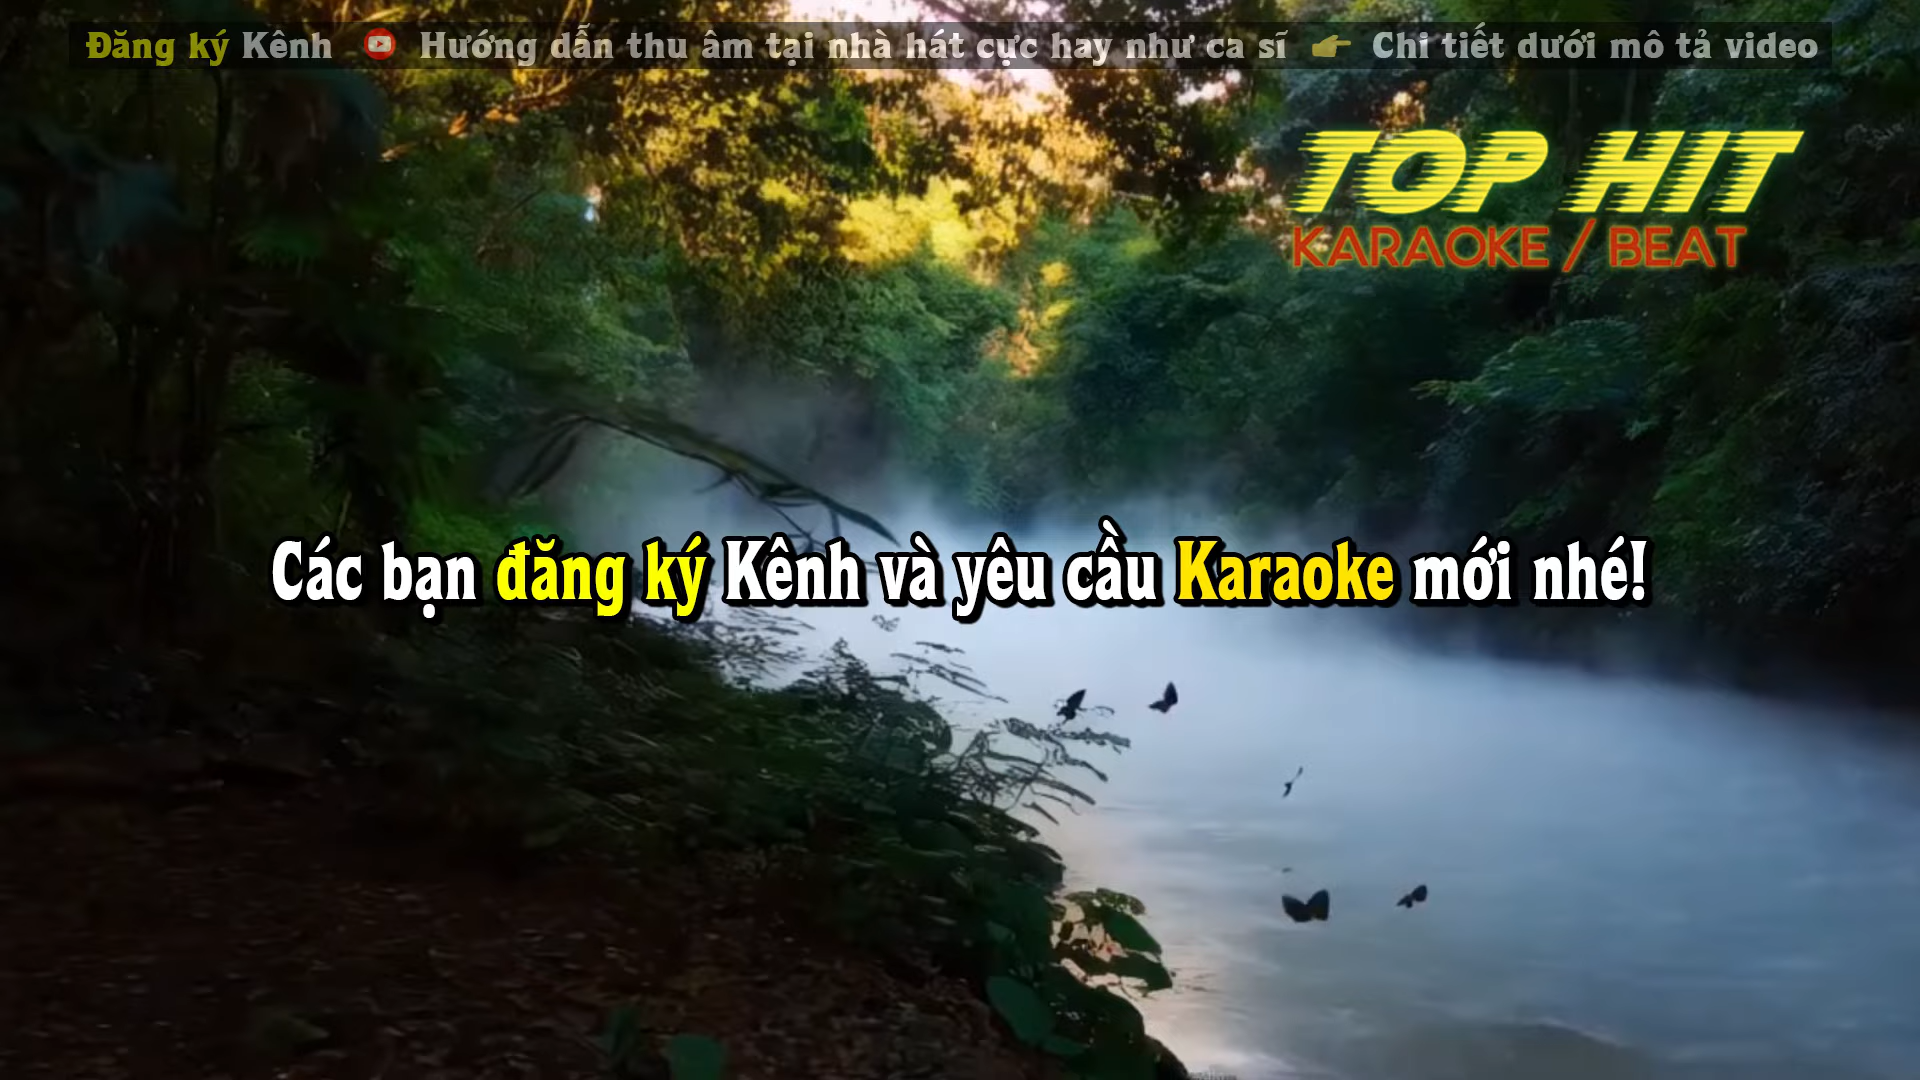 Đăng ký Kênh Hướng dẫn thu âm tại nhà hát cực hay như ca sĩ Chi tiết dưới mô tả video
TOP HIT
KARAOKE / BEAT
Các bạn đăng ký Kênh và yêu cầu Karaoke mới nhé!